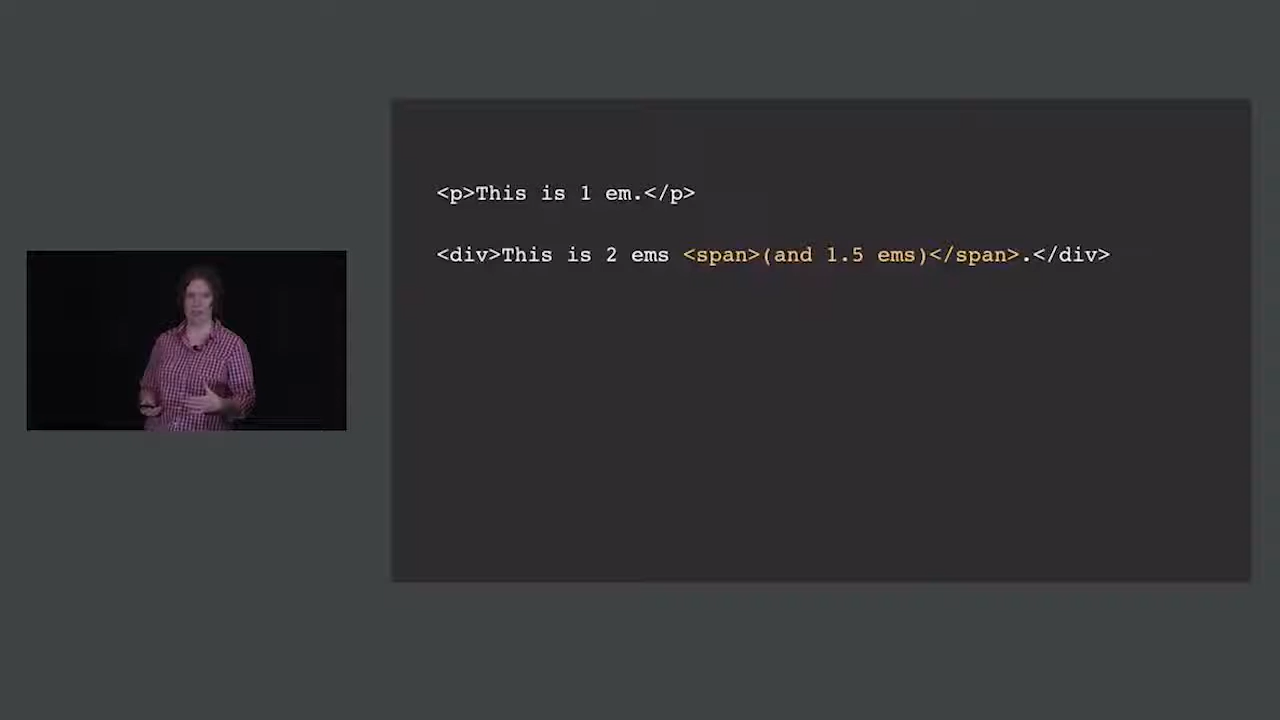 <p>This is 1 em.</p>
<div>This is 2 ems <span>(and 1.5 ems)</span>.</div>